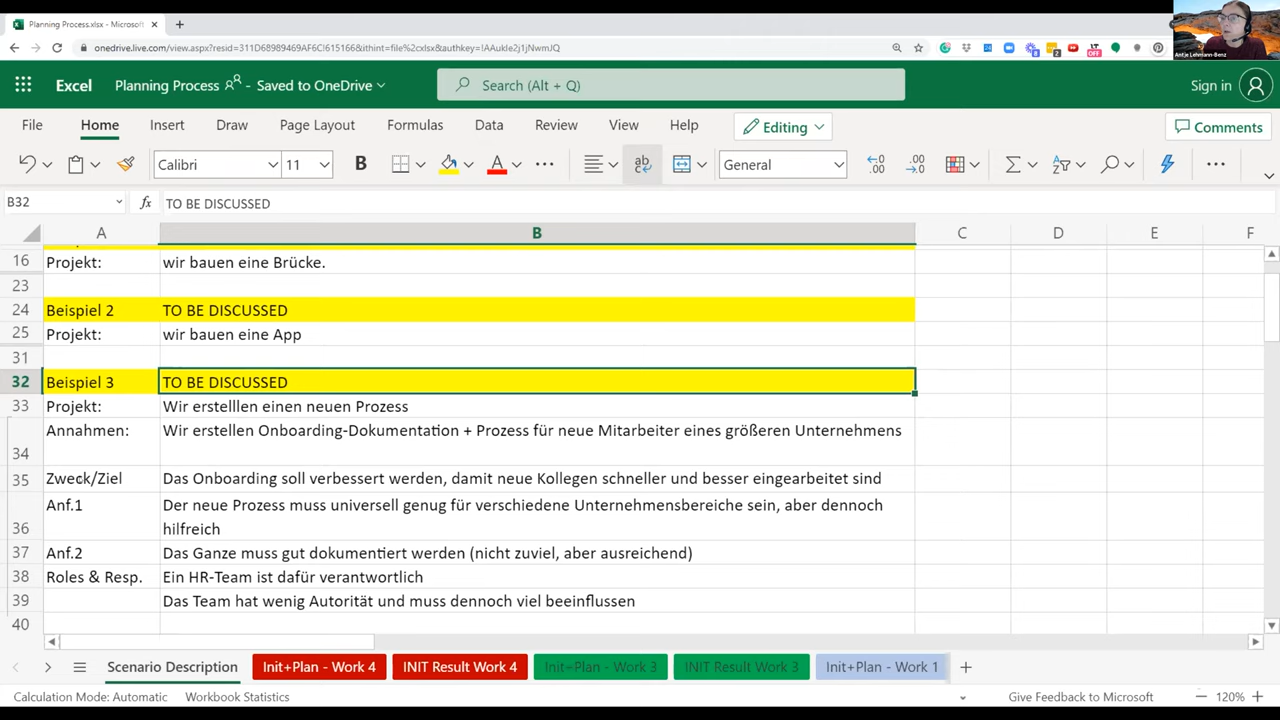 Planning Process.xlsx - Microsof
onedrive.live.com/view.aspx?resid=311D68989469AF6C!615166&ithint=file%2cxlsx&authkey=!AAukIe2j1jNwmJQ
Antje Lehmann-Benz
Excel Planning Process - Saved to OneDrive Search (Alt + Q) Sign in
File Home Insert Draw Page Layout Formulas Data Review View Help Editing Comments
Calibri 11 B A ab General
B32 fx TO BE DISCUSSED
A B C D E F
16 Projekt: wir bauen eine Brücke.
23
24 Beispiel 2 TO BE DISCUSSED
25 Projekt: wir bauen eine App
31
32 Beispiel 3 TO BE DISCUSSED
33 Projekt: Wir erstelllen einen neuen Prozess
34 Annahmen: Wir erstellen Onboarding-Dokumentation + Prozess für neue Mitarbeiter eines größeren Unternehmens
35 Zweck/Ziel Das Onboarding soll verbessert werden, damit neue Kollegen schneller und besser eingearbeitet sind
36 Anf.1 Der neue Prozess muss universell genug für verschiedene Unternehmensbereiche sein, aber dennoch
hilfreich
37 Anf.2 Das Ganze muss gut dokumentiert werden (nicht zuviel, aber ausreichend)
38 Roles & Resp. Ein HR-Team ist dafür verantwortlich
39 Das Team hat wenig Autorität und muss dennoch viel beeinflussen
40
Scenario Description Init+Plan - Work 4 INIT Result Work 4 Init+Plan - Work 3 INIT Result Work 3 Init+Plan - Work 1
Calculation Mode: Automatic Workbook Statistics Give Feedback to Microsoft 120%